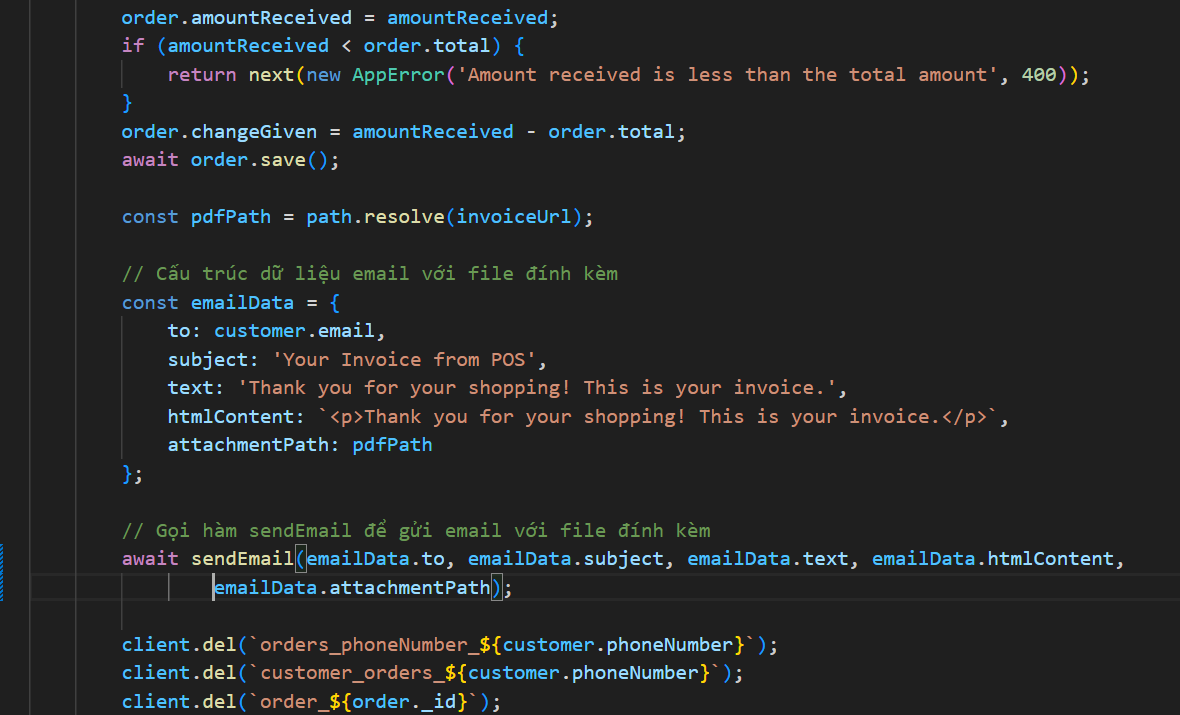 order.amountReceived = amountReceived;
if (amountReceived < order.total) {
return next(new AppError('Amount received is less than the total amount', 400));
}
order.changeGiven = amountReceived - order.total;
await order.save();
const pdfPath = path.resolve(invoiceUrl);
// Cấu trúc dữ liệu email với file đính kèm
const emailData = {
to: customer.email,
subject: 'Your Invoice from POS',
text: 'Thank you for your shopping! This is your invoice.',
htmlContent: `<p>Thank you for your shopping! This is your invoice.</p>`,
attachmentPath: pdfPath
};
// Gọi hàm sendEmail để gửi email với file đính kèm
await sendEmail(emailData.to, emailData.subject, emailData.text, emailData.htmlContent,
emailData.attachmentPath);
client.del(`orders_phoneNumber_${customer.phoneNumber}`);
client.del(`customer_orders_${customer.phoneNumber}`);
client.del(`order_${order._id}`);